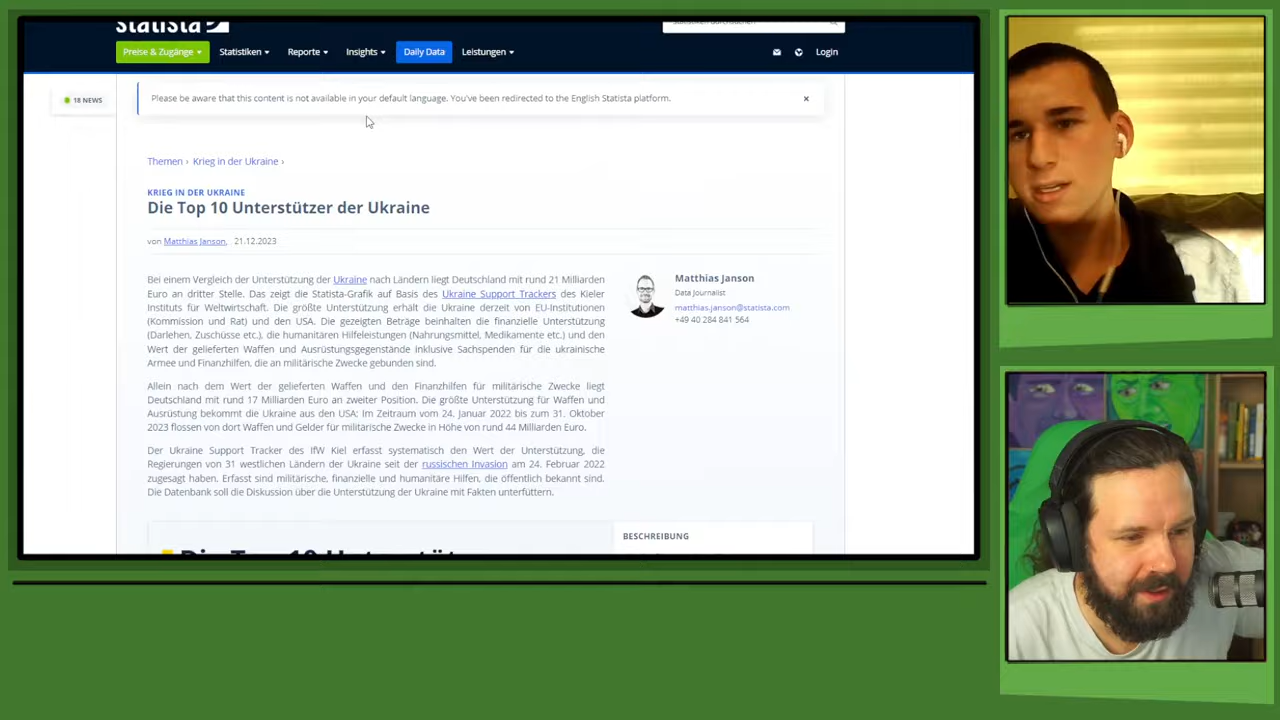 statista
Preise & Zugänge
Statistiken
Reporte
Insights
Daily Data
Leistungen
Login
18 NEWS
Please be aware that this content is not available in your default language. You've been redirected to the English Statista platform.
Themen › Krieg in der Ukraine ›
KRIEG IN DER UKRAINE
Die Top 10 Unterstützer der Ukraine
von Matthias Janson, 21.12.2023
Bei einem Vergleich der Unterstützung der Ukraine nach Ländern liegt Deutschland mit rund 21 Milliarden
Euro an dritter Stelle. Das zeigt die Statista-Grafik auf Basis des Ukraine Support Trackers des Kieler
Instituts für Weltwirtschaft. Die größte Unterstützung erhält die Ukraine derzeit von EU-Institutionen
(Kommission und Rat) und den USA. Die gezeigten Beträge beinhalten die finanzielle Unterstützung
(Darlehen, Zuschüsse etc.), die humanitären Hilfeleistungen (Nahrungsmittel, Medikamente etc.) und den
Wert der gelieferten Waffen und Ausrüstungsgegenstände inklusive Sachspenden für die ukrainische
Armee und Finanzhilfen, die an militärische Zwecke gebunden sind.
Allein nach dem Wert der gelieferten Waffen und den Finanzhilfen für militärische Zwecke liegt
Deutschland mit rund 17 Milliarden Euro an zweiter Position. Die größte Unterstützung für Waffen und
Ausrüstung bekommt die Ukraine aus den USA: Im Zeitraum vom 24. Januar 2022 bis zum 31. Oktober
2023 flossen von dort Waffen und Gelder für militärische Zwecke in Höhe von rund 44 Milliarden Euro.
Der Ukraine Support Tracker des IfW Kiel erfasst systematisch den Wert der Unterstützung, die
Regierungen von 31 westlichen Ländern der Ukraine seit der russischen Invasion am 24. Februar 2022
zugesagt haben. Erfasst sind militärische, finanzielle und humanitäre Hilfen, die öffentlich bekannt sind.
Die Datenbank soll die Diskussion über die Unterstützung der Ukraine mit Fakten unterfüttern.
Matthias Janson
Data Journalist
matthias.janson@statista.com
+49 40 284 841 564
BESCHREIBUNG
Die Top 10